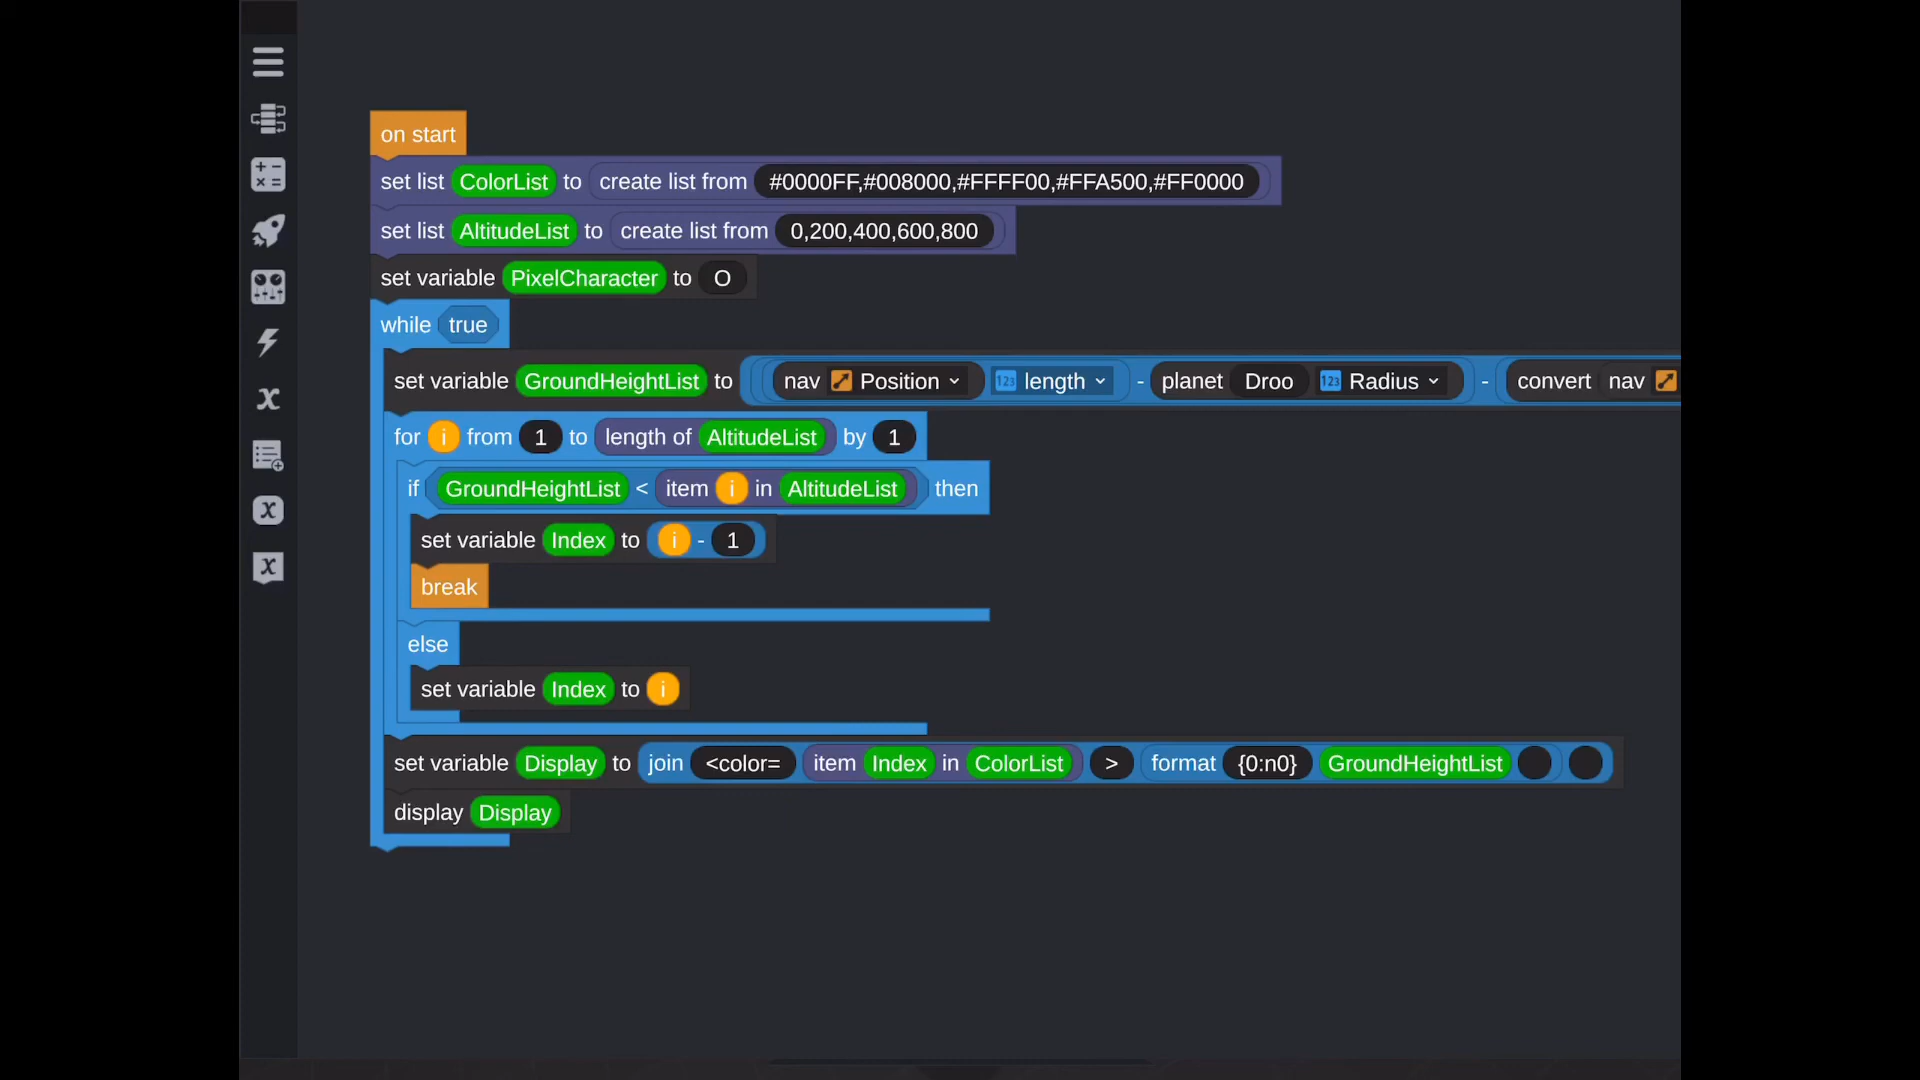 on start
set list ColorList to create list from #0000FF,#008000,#FFFF00,#FFA500,#FF0000
set list AltitudeList to create list from 0,200,400,600,800
set variable PixelCharacter to O
while true
set variable GroundHeightList to nav Position length - planet Droo Radius - convert nav
for i from 1 to length of AltitudeList by 1
if GroundHeightList < item i in AltitudeList then
set variable Index to i - 1
break
else
set variable Index to i
set variable Display to join <color= item Index in ColorList > format {0:n0} GroundHeightList
display Display